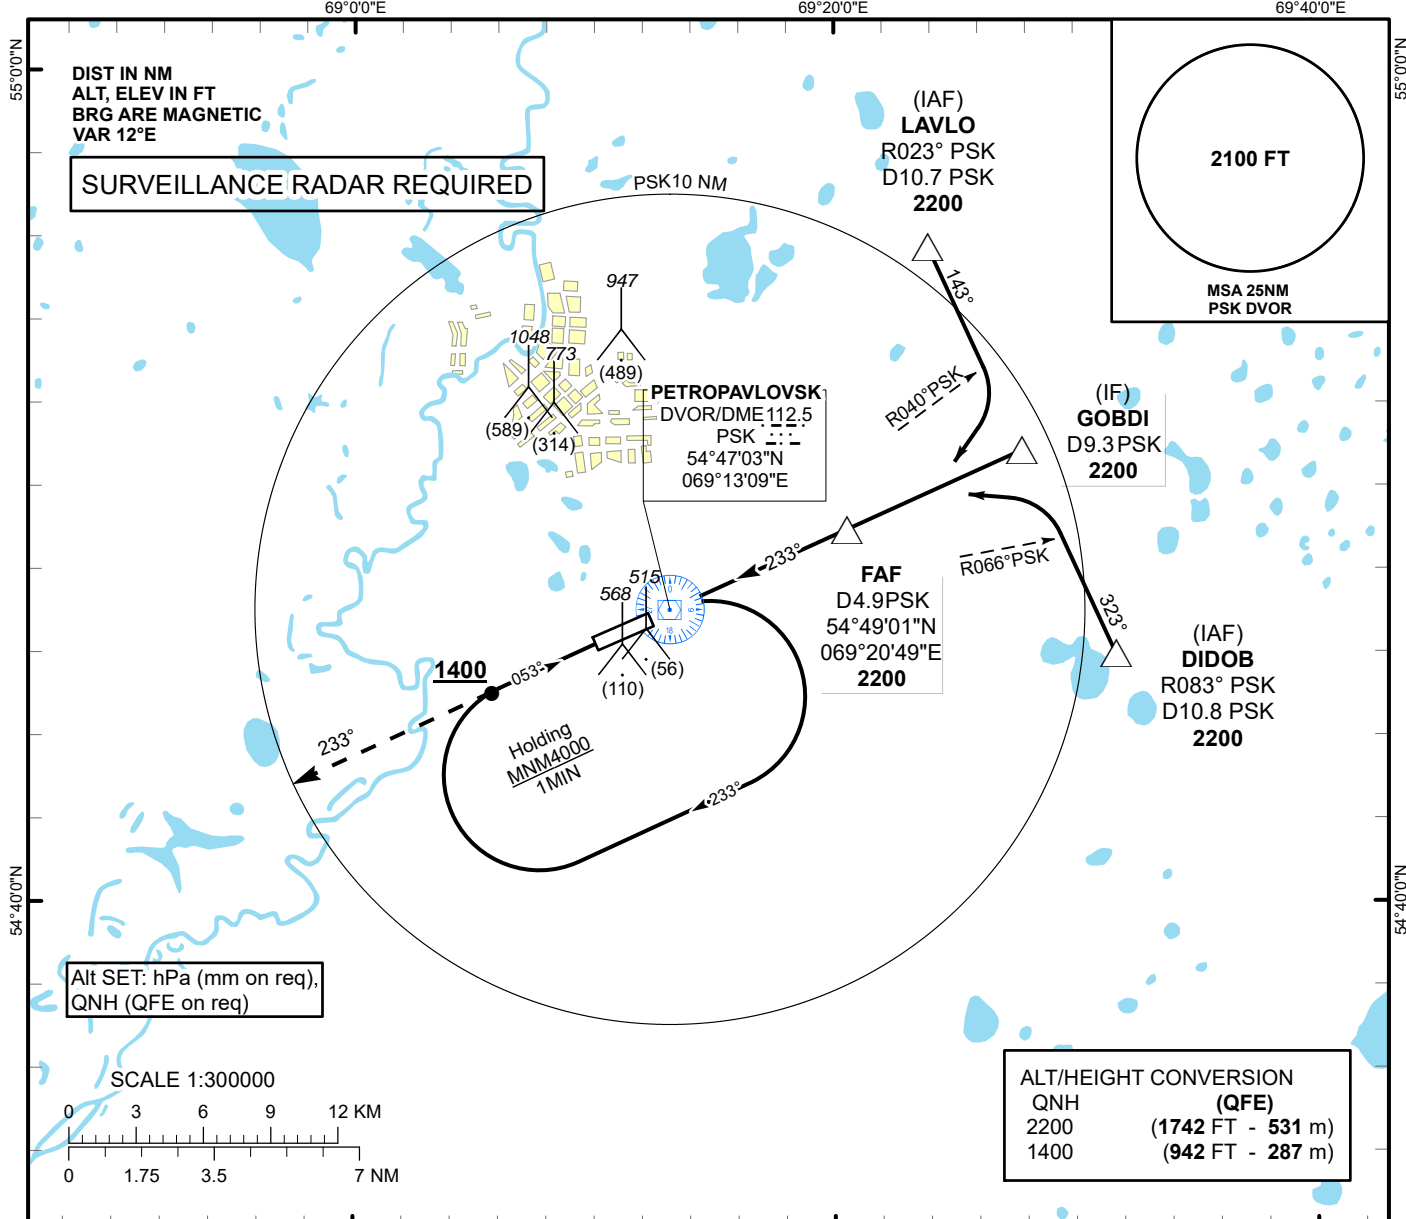 69°0'0"E
69°20'0"E
69°40'0"E
55°0'0"N
55°0'0"N
DIST IN NM
ALT, ELEV IN FT
BRG ARE MAGNETIC
VAR 12°E
SURVEILLANCE RADAR REQUIRED
PSK10 NM
(IAF)
LAVLO
R023° PSK
D10.7 PSK
2200
2100 FT
MSA 25NM
PSK DVOR
143°
947
1048
773
(489)
(589)
(314)
PETROPAVLOVSK
DVOR/DME 112.5
PSK
54°47'03"N
069°13'09"E
R040°PSK
(IF)
GOBDI
D9.3PSK
2200
R066°PSK
233°
323°
FAF
D4.9PSK
54°49'01"N
069°20'49"E
2200
(IAF)
DIDOB
R083° PSK
D10.8 PSK
2200
515
568
0
9
18
(56)
(110)
1400
053°
233°
Holding
MNM4000
1MIN
233°
54°40'0"N
54°40'0"N
Alt SET: hPa (mm on req),
QNH (QFE on req)
SCALE 1:300000
0 3 6 9 12 KM
0 1.75 3.5 7 NM
ALT/HEIGHT CONVERSION
QNH (QFE)
2200 (1742 FT - 531 m)
1400 (942 FT - 287 m)